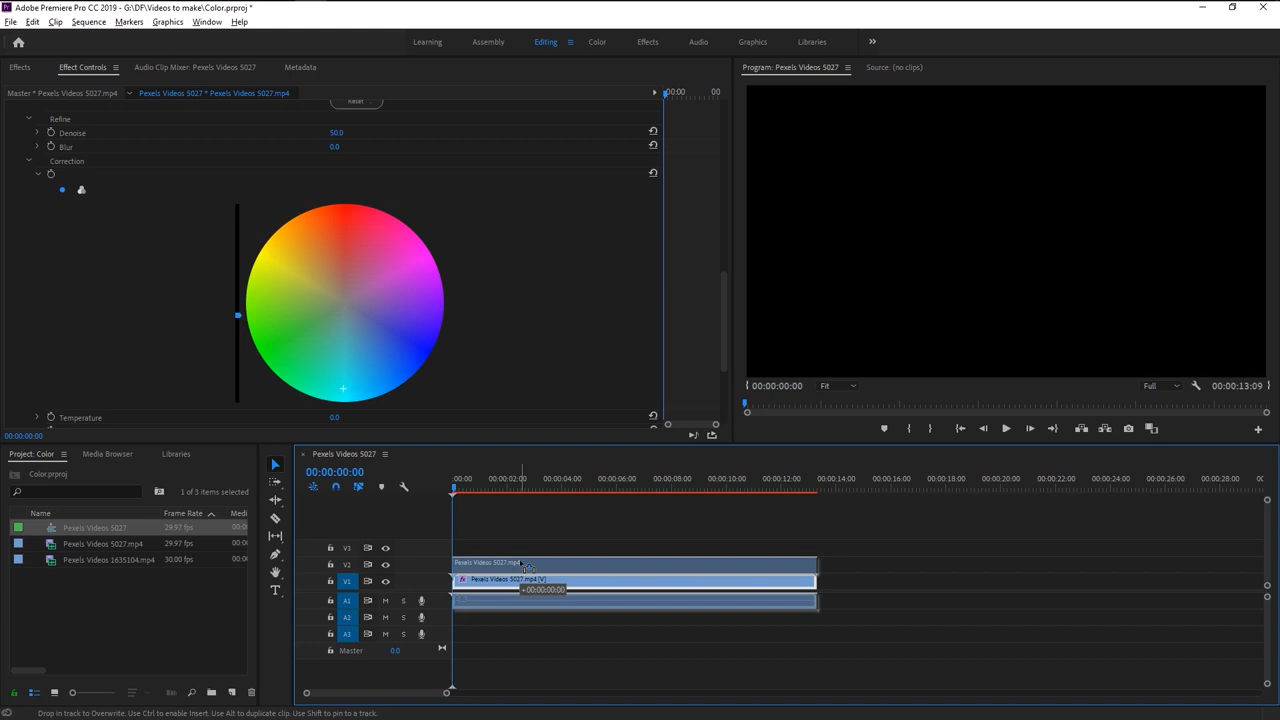 Adobe Premiere Pro CC 2019 - G:\DF\Videos to make\Color.prproj *
File Edit Clip Sequence Markers Graphics Window Help
Learning Assembly Editing Color Effects Audio Graphics Libraries
Effects Effect Controls Audio Clip Mixer: Pexels Videos 5027 Metadata
Program: Pexels Videos 5027 Source: (no clips)
Master * Pexels Videos 5027.mp4 Pexels Videos 5027 * Pexels Videos 5027.mp4 :00:00 00
Reset
Refine
Denoise 50.0
Blur 0.0
Correction
Temperature 0.0
00:00:00:00
00:00:00:00 Fit Full 00:00:13:09
Project: Color Media Browser Libraries
Color.prproj
1 of 3 items selected
Name Frame Rate Medi
Pexels Videos 5027 29.97 fps 00:0
Pexels Videos 5027.mp4 29.97 fps 00:0
Pexels Videos 1635104.mp4 30.00 fps 00:0
Pexels Videos 5027
00:00:00:00
:00:00 00:00:02:00 00:00:04:00 00:00:06:00 00:00:08:00 00:00:10:00 00:00:12:00 00:00:14:00 00:00:16:00 00:00:18:00 00:00:20:00 00:00:22:00 00:00:24:00 00:00:26:00 00:00:28:00 00
V3
V2 Pexels Videos 5027.mp4
V1 fx Pexels Videos 5027.mp4 [V]
+00:00:00:00
A1 M S
A2 M S
A3 M S
Master 0.0
Drop in track to Overwrite. Use Ctrl to enable Insert. Use Alt to duplicate clip. Use Shift to pin to a track.